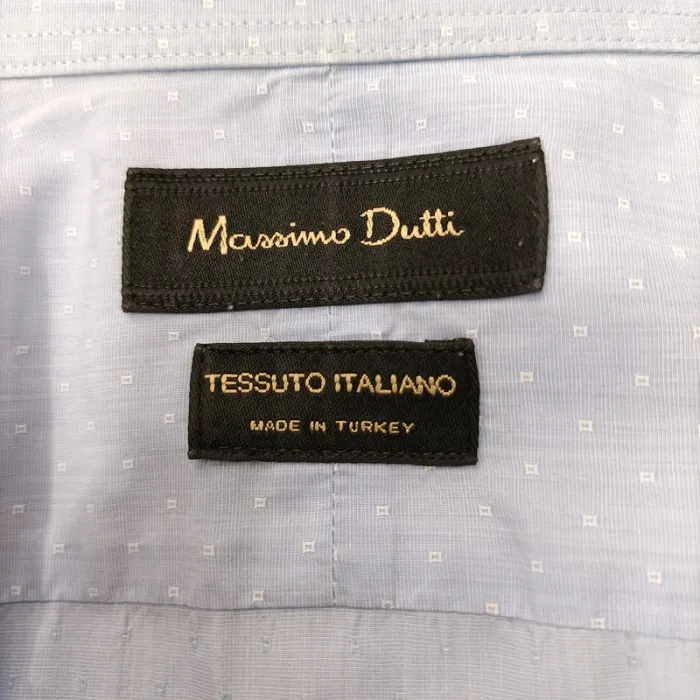 Massimo Dutti
TESSUTO ITALIANO
MADE IN TURKEY